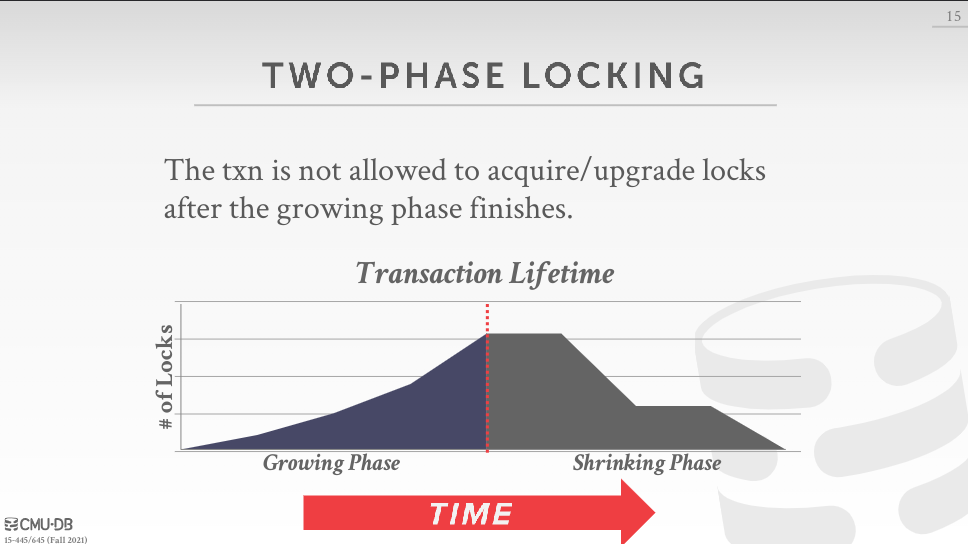 15
TWO-PHASE LOCKING
The txn is not allowed to acquire/upgrade locks
after the growing phase finishes.
Transaction Lifetime
# of Locks
Growing Phase
Shrinking Phase
TIME
CMU·DB
15-445/645 (Fall 2021)